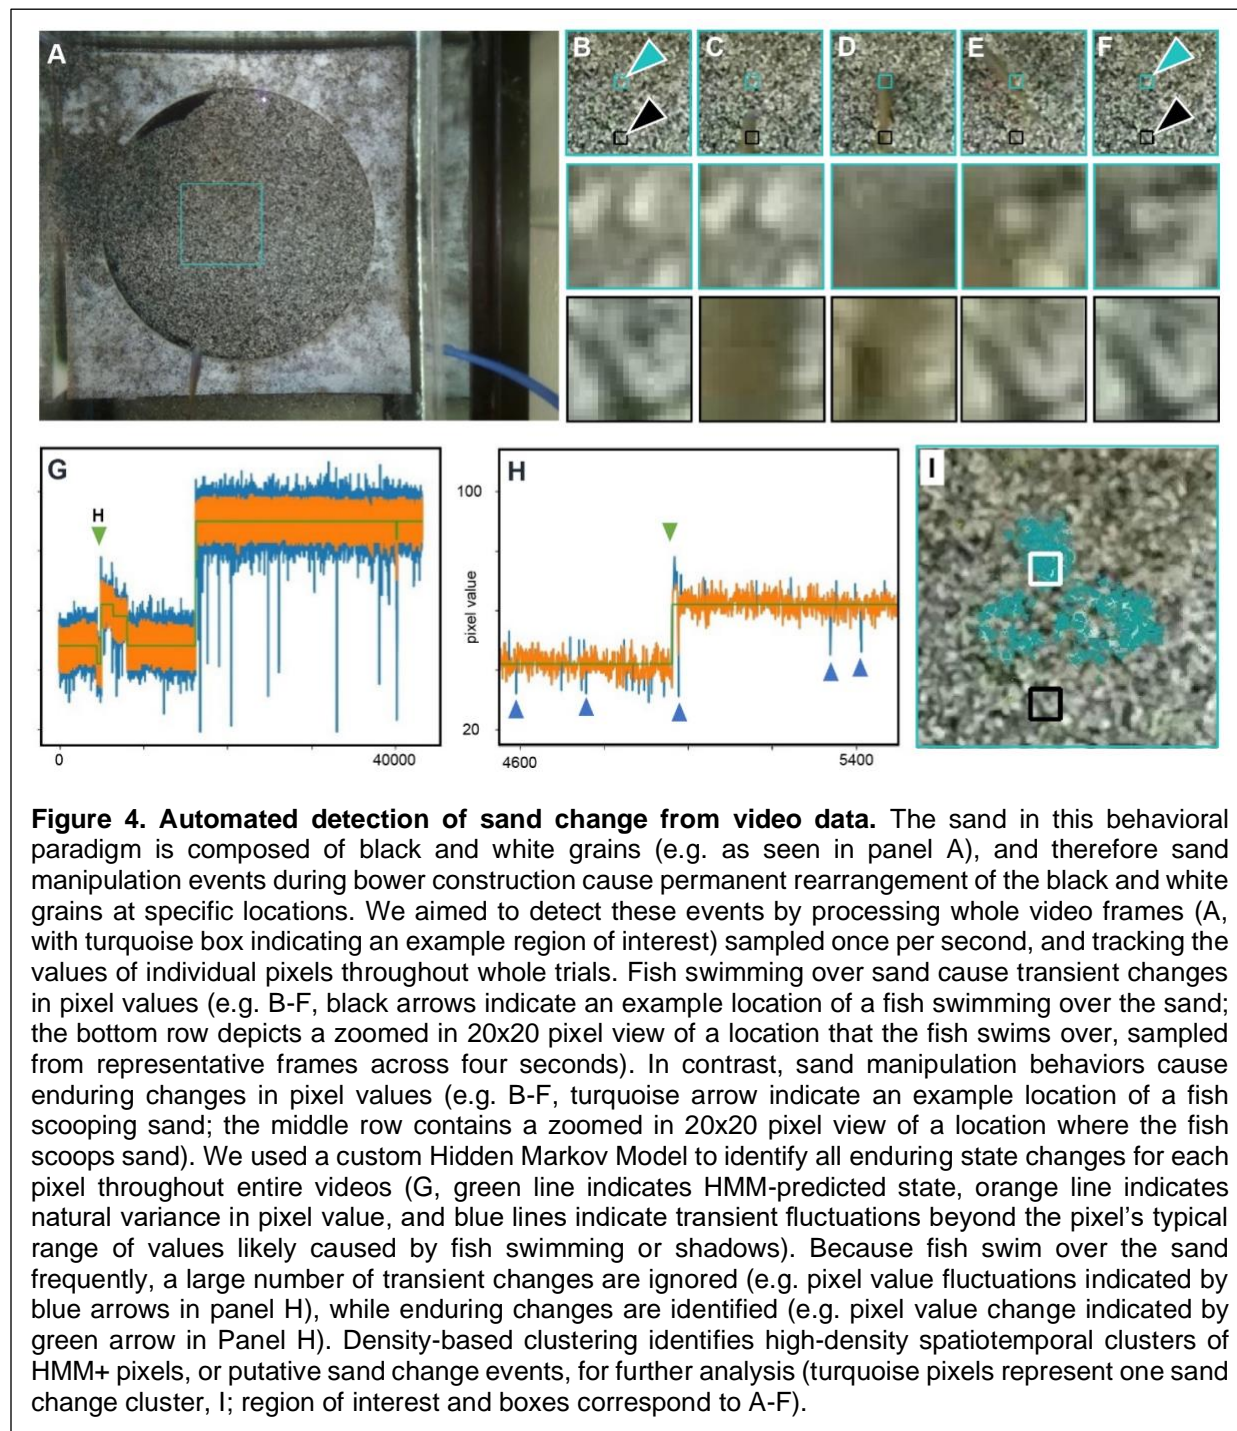 A
B
C
D
E
F
G
H
H
I
100
pixel value
20
0
40000
4600
5400
Figure 4. Automated detection of sand change from video data. The sand in this behavioral
paradigm is composed of black and white grains (e.g. as seen in panel A), and therefore sand
manipulation events during bower construction cause permanent rearrangement of the black and white
grains at specific locations. We aimed to detect these events by processing whole video frames (A,
with turquoise box indicating an example region of interest) sampled once per second, and tracking the
values of individual pixels throughout whole trials. Fish swimming over sand cause transient changes
in pixel values (e.g. B-F, black arrows indicate an example location of a fish swimming over the sand;
the bottom row depicts a zoomed in 20x20 pixel view of a location that the fish swims over, sampled
from representative frames across four seconds). In contrast, sand manipulation behaviors cause
enduring changes in pixel values (e.g. B-F, turquoise arrow indicate an example location of a fish
scooping sand; the middle row contains a zoomed in 20x20 pixel view of a location where the fish
scoops sand). We used a custom Hidden Markov Model to identify all enduring state changes for each
pixel throughout entire videos (G, green line indicates HMM-predicted state, orange line indicates
natural variance in pixel value, and blue lines indicate transient fluctuations beyond the pixel's typical
range of values likely caused by fish swimming or shadows). Because fish swim over the sand
frequently, a large number of transient changes are ignored (e.g. pixel value fluctuations indicated by
blue arrows in panel H), while enduring changes are identified (e.g. pixel value change indicated by
green arrow in Panel H). Density-based clustering identifies high-density spatiotemporal clusters of
HMM+ pixels, or putative sand change events, for further analysis (turquoise pixels represent one sand
change cluster, I; region of interest and boxes correspond to A-F).